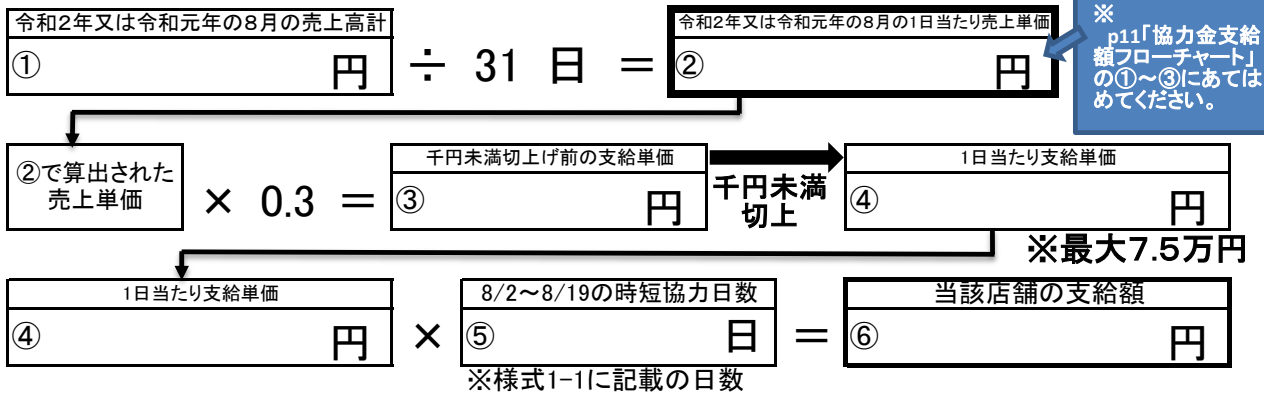 令和2年又は令和元年の8月の売上高計
①
円
÷ 31 日 ＝
令和2年又は令和元年の8月の1日当たり売上単価
②
円
※
p11「協力金支給
額フローチャート」
の①～③にあては
めてください。
②で算出された
売上単価
× 0.3 ＝
千円未満切上げ前の支給単価
③
円
千円未満
切上
1日当たり支給単価
④
円
※最大7.5万円
1日当たり支給単価
④
円
×
8/2～8/19の時短協力日数
⑤
日
※様式1-1に記載の日数
＝
当該店舗の支給額
⑥
円